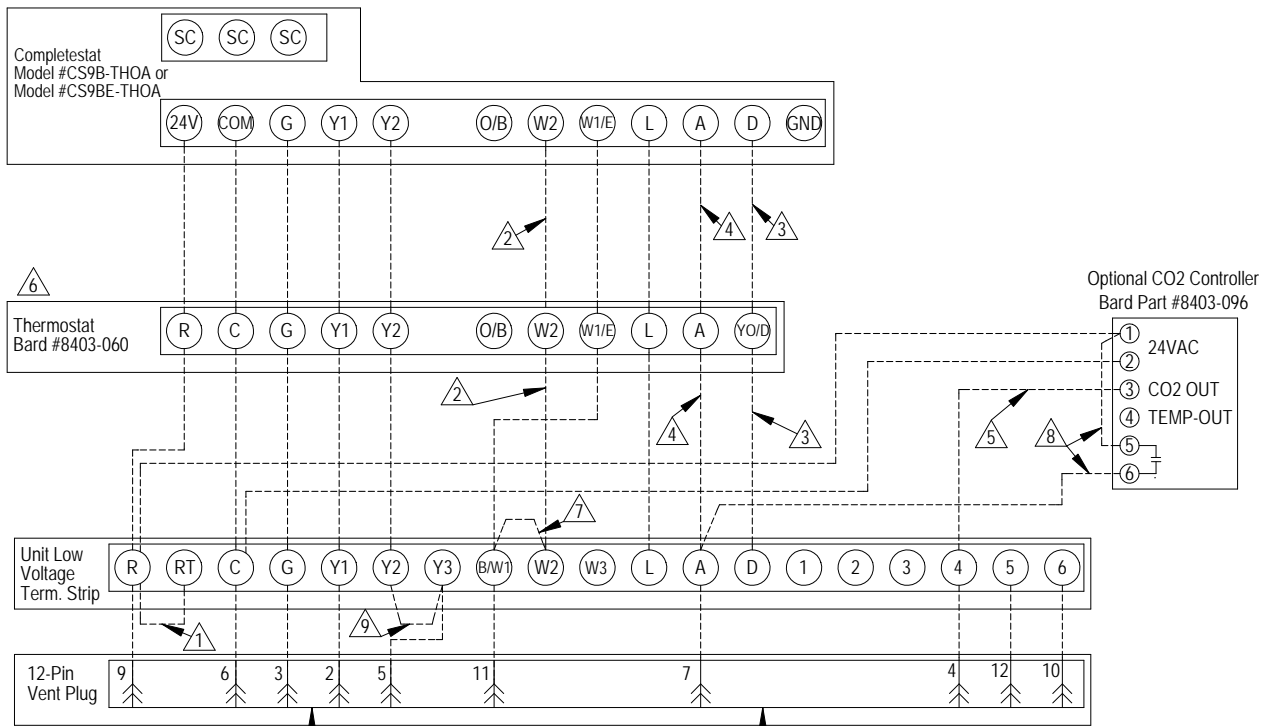 SC SC SC
Completestat
Model #CS9B-THOA or
Model #CS9BE-THOA
24V COM G Y1 Y2 O/B W2 W1/E L A D GND
2 4 3
6
Thermostat
Bard #8403-060
R C G Y1 Y2 O/B W2 W1/E L A YO/D
Optional CO2 Controller
Bard Part #8403-096
1
24VAC
2
3 CO2 OUT
4 TEMP-OUT
5
6
2 4 3 5 8
7
Unit Low
Voltage
Term. Strip
R RT C G Y1 Y2 Y3 B/W1 W2 W3 L A D 1 2 3 4 5 6
1 9
12-Pin
Vent Plug
9 6 3 2 5 11 7 4 12 10